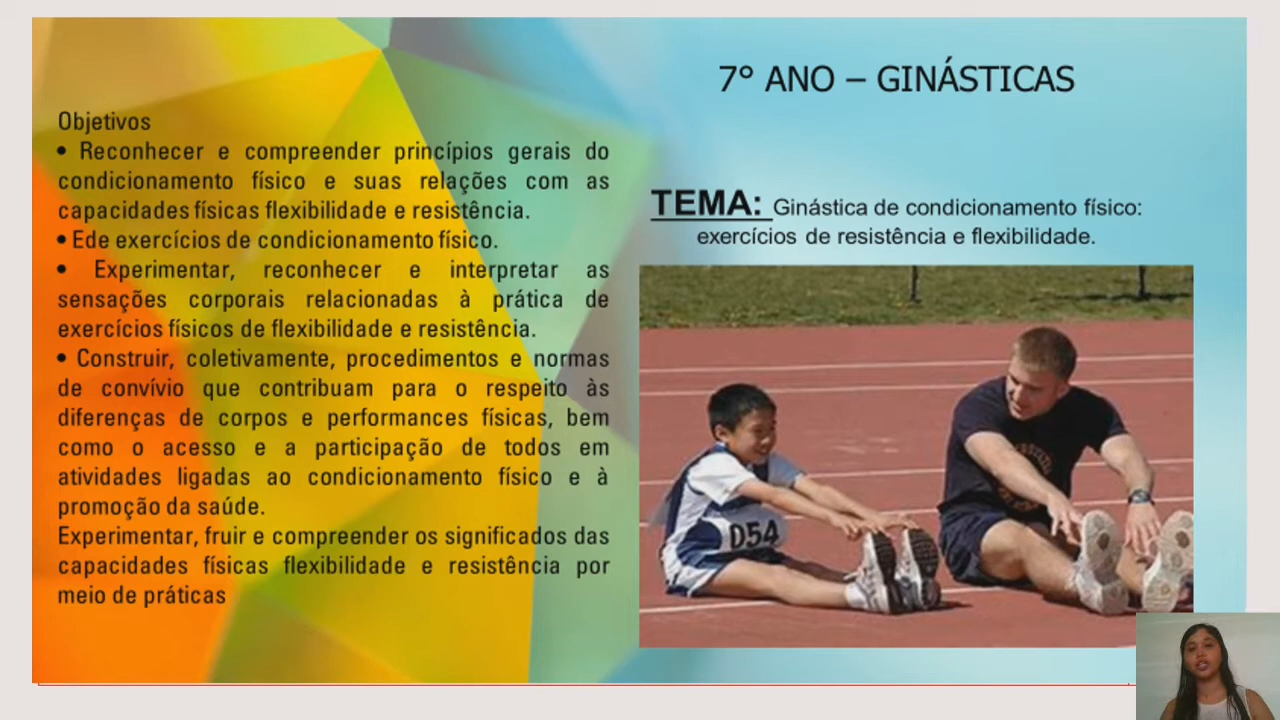 7° ANO – GINÁSTICAS
Objetivos
• Reconhecer e compreender princípios gerais do
condicionamento físico e suas relações com as
capacidades físicas flexibilidade e resistência.
• Ede exercícios de condicionamento físico.
• Experimentar, reconhecer e interpretar as
sensações corporais relacionadas à prática de
exercícios físicos de flexibilidade e resistência.
• Construir, coletivamente, procedimentos e normas
de convívio que contribuam para o respeito às
diferenças de corpos e performances físicas, bem
como o acesso e a participação de todos em
atividades ligadas ao condicionamento físico e à
promoção da saúde.
Experimentar, fruir e compreender os significados das
capacidades físicas flexibilidade e resistência por
meio de práticas
TEMA: Ginástica de condicionamento físico:
exercícios de resistência e flexibilidade.
D54